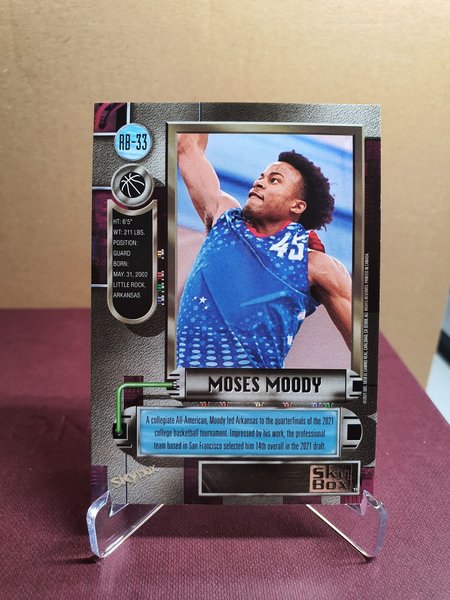 RB-33
HT: 6'5"
WT: 211 LBS.
POSITION:
GUARD
BORN:
MAY. 31, 2002
LITTLE ROCK,
ARKANSAS
45
MOSES MOODY
A collegiate All-American, Moody led Arkansas to the quarterfinals of the 2021
college basketball tournament. Impressed by his work, the professional
team based in San Francisco selected him 14th overall in the 2021 draft.
SKYBOX
Sky
Box